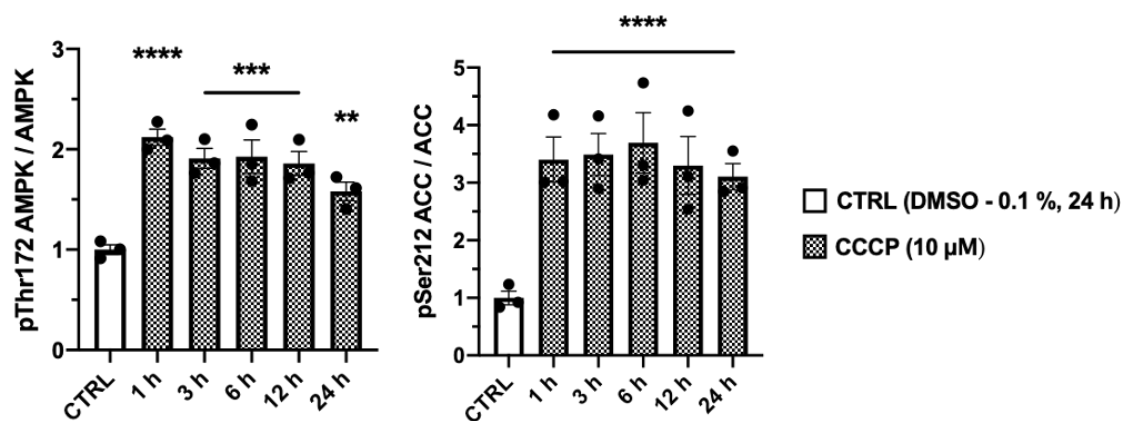 pThr172 AMPK / AMPK
3
2
1
0
****
***
**
CTRL
1 h
3 h
6 h
12 h
24 h
pSer212 ACC / ACC
5
4
3
2
1
0
****
CTRL
1 h
3 h
6 h
12 h
24 h
CTRL (DMSO - 0.1 %, 24 h)
CCCP (10 µM)